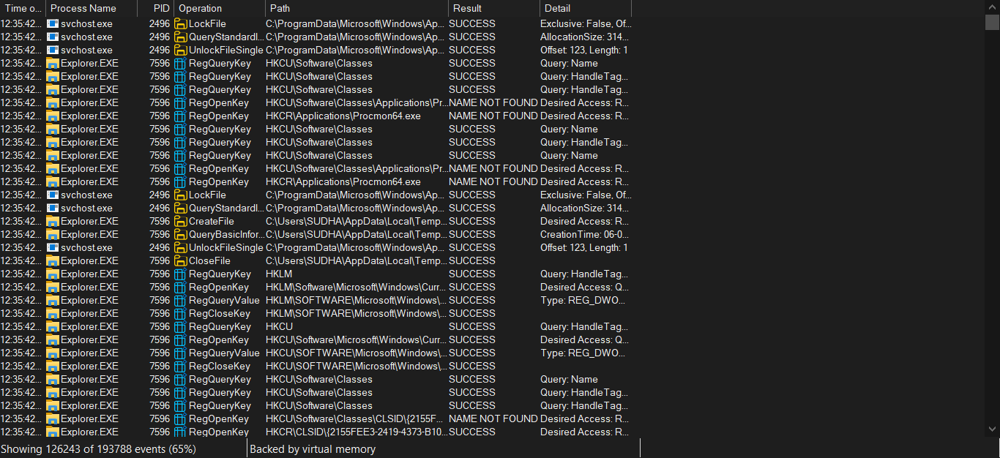 Time o... Process Name PID Operation Path Result Detail
12:35:42... svchost.exe 2496 LockFile C:\ProgramData\Microsoft\Windows\Ap... SUCCESS Exclusive: False, Of...
12:35:42... svchost.exe 2496 QueryStandardI... C:\ProgramData\Microsoft\Windows\Ap... SUCCESS AllocationSize: 314...
12:35:42... svchost.exe 2496 UnlockFileSingle C:\ProgramData\Microsoft\Windows\Ap... SUCCESS Offset: 123, Length: 1
12:35:42... Explorer.EXE 7596 RegQueryKey HKCU\Software\Classes SUCCESS Query: Name
12:35:42... Explorer.EXE 7596 RegQueryKey HKCU\Software\Classes SUCCESS Query: HandleTag...
12:35:42... Explorer.EXE 7596 RegQueryKey HKCU\Software\Classes SUCCESS Query: HandleTag...
12:35:42... Explorer.EXE 7596 RegOpenKey HKCU\Software\Classes\Applications\Pr... NAME NOT FOUND Desired Access: R...
12:35:42... Explorer.EXE 7596 RegOpenKey HKCR\Applications\Procmon64.exe NAME NOT FOUND Desired Access: R...
12:35:42... Explorer.EXE 7596 RegQueryKey HKCU\Software\Classes SUCCESS Query: Name
12:35:42... Explorer.EXE 7596 RegQueryKey HKCU\Software\Classes SUCCESS Query: HandleTag...
12:35:42... Explorer.EXE 7596 RegQueryKey HKCU\Software\Classes SUCCESS Query: Name
12:35:42... Explorer.EXE 7596 RegOpenKey HKCU\Software\Classes\Applications\Pr... NAME NOT FOUND Desired Access: R...
12:35:42... Explorer.EXE 7596 RegOpenKey HKCR\Applications\Procmon64.exe NAME NOT FOUND Desired Access: R...
12:35:42... svchost.exe 2496 LockFile C:\ProgramData\Microsoft\Windows\Ap... SUCCESS Exclusive: False, Of...
12:35:42... svchost.exe 2496 QueryStandardI... C:\ProgramData\Microsoft\Windows\Ap... SUCCESS AllocationSize: 314...
12:35:42... Explorer.EXE 7596 CreateFile C:\Users\SUDHA\AppData\Local\Temp... SUCCESS Desired Access: R...
12:35:42... Explorer.EXE 7596 QueryBasicInfor... C:\Users\SUDHA\AppData\Local\Temp... SUCCESS CreationTime: 06-0...
12:35:42... svchost.exe 2496 UnlockFileSingle C:\ProgramData\Microsoft\Windows\Ap... SUCCESS Offset: 123, Length: 1
12:35:42... Explorer.EXE 7596 CloseFile C:\Users\SUDHA\AppData\Local\Temp... SUCCESS
12:35:42... Explorer.EXE 7596 RegQueryKey HKLM SUCCESS Query: HandleTag...
12:35:42... Explorer.EXE 7596 RegOpenKey HKLM\Software\Microsoft\Windows\Curr... SUCCESS Desired Access: Q...
12:35:42... Explorer.EXE 7596 RegQueryValue HKLM\SOFTWARE\Microsoft\Windows\... SUCCESS Type: REG_DWO...
12:35:42... Explorer.EXE 7596 RegCloseKey HKLM\SOFTWARE\Microsoft\Windows\... SUCCESS
12:35:42... Explorer.EXE 7596 RegQueryKey HKCU SUCCESS Query: HandleTag...
12:35:42... Explorer.EXE 7596 RegOpenKey HKCU\Software\Microsoft\Windows\Curr... SUCCESS Desired Access: Q...
12:35:42... Explorer.EXE 7596 RegQueryValue HKCU\SOFTWARE\Microsoft\Windows\... SUCCESS Type: REG_DWO...
12:35:42... Explorer.EXE 7596 RegCloseKey HKCU\SOFTWARE\Microsoft\Windows\... SUCCESS
12:35:42... Explorer.EXE 7596 RegQueryKey HKCU\Software\Classes SUCCESS Query: Name
12:35:42... Explorer.EXE 7596 RegQueryKey HKCU\Software\Classes SUCCESS Query: HandleTag...
12:35:42... Explorer.EXE 7596 RegQueryKey HKCU\Software\Classes SUCCESS Query: HandleTag...
12:35:42... Explorer.EXE 7596 RegOpenKey HKCU\Software\Classes\CLSID\{2155F... NAME NOT FOUND Desired Access: R...
12:35:42... Explorer.EXE 7596 RegOpenKey HKCR\CLSID\{2155FEE3-2419-4373-B10... SUCCESS Desired Access: R...
Showing 126243 of 193788 events (65%) Backed by virtual memory